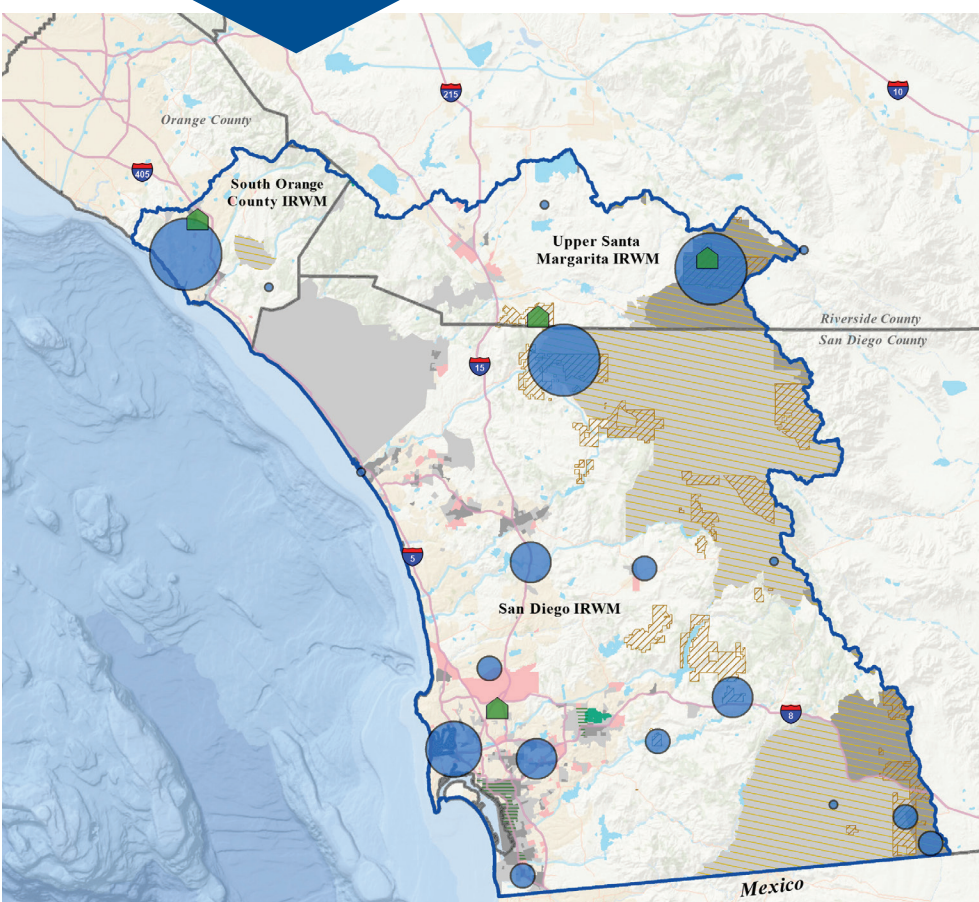 215
10
Orange County
405
South Orange
County IRWM
Upper Santa
Margarita IRWM
Riverside County
San Diego County
15
5
San Diego IRWM
8
Mexico